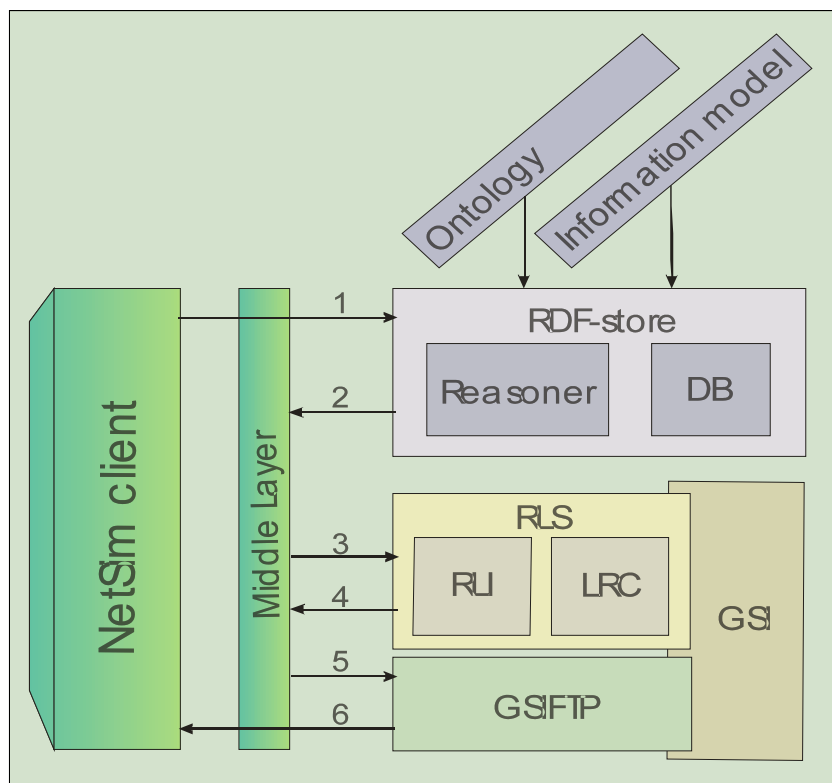 Ontology
Information model
1
RDF-store
Reasoner
DB
2
NetSim client
Middle Layer
RLS
3
RLI
LRC
4
GSI
5
GSIFTP
6